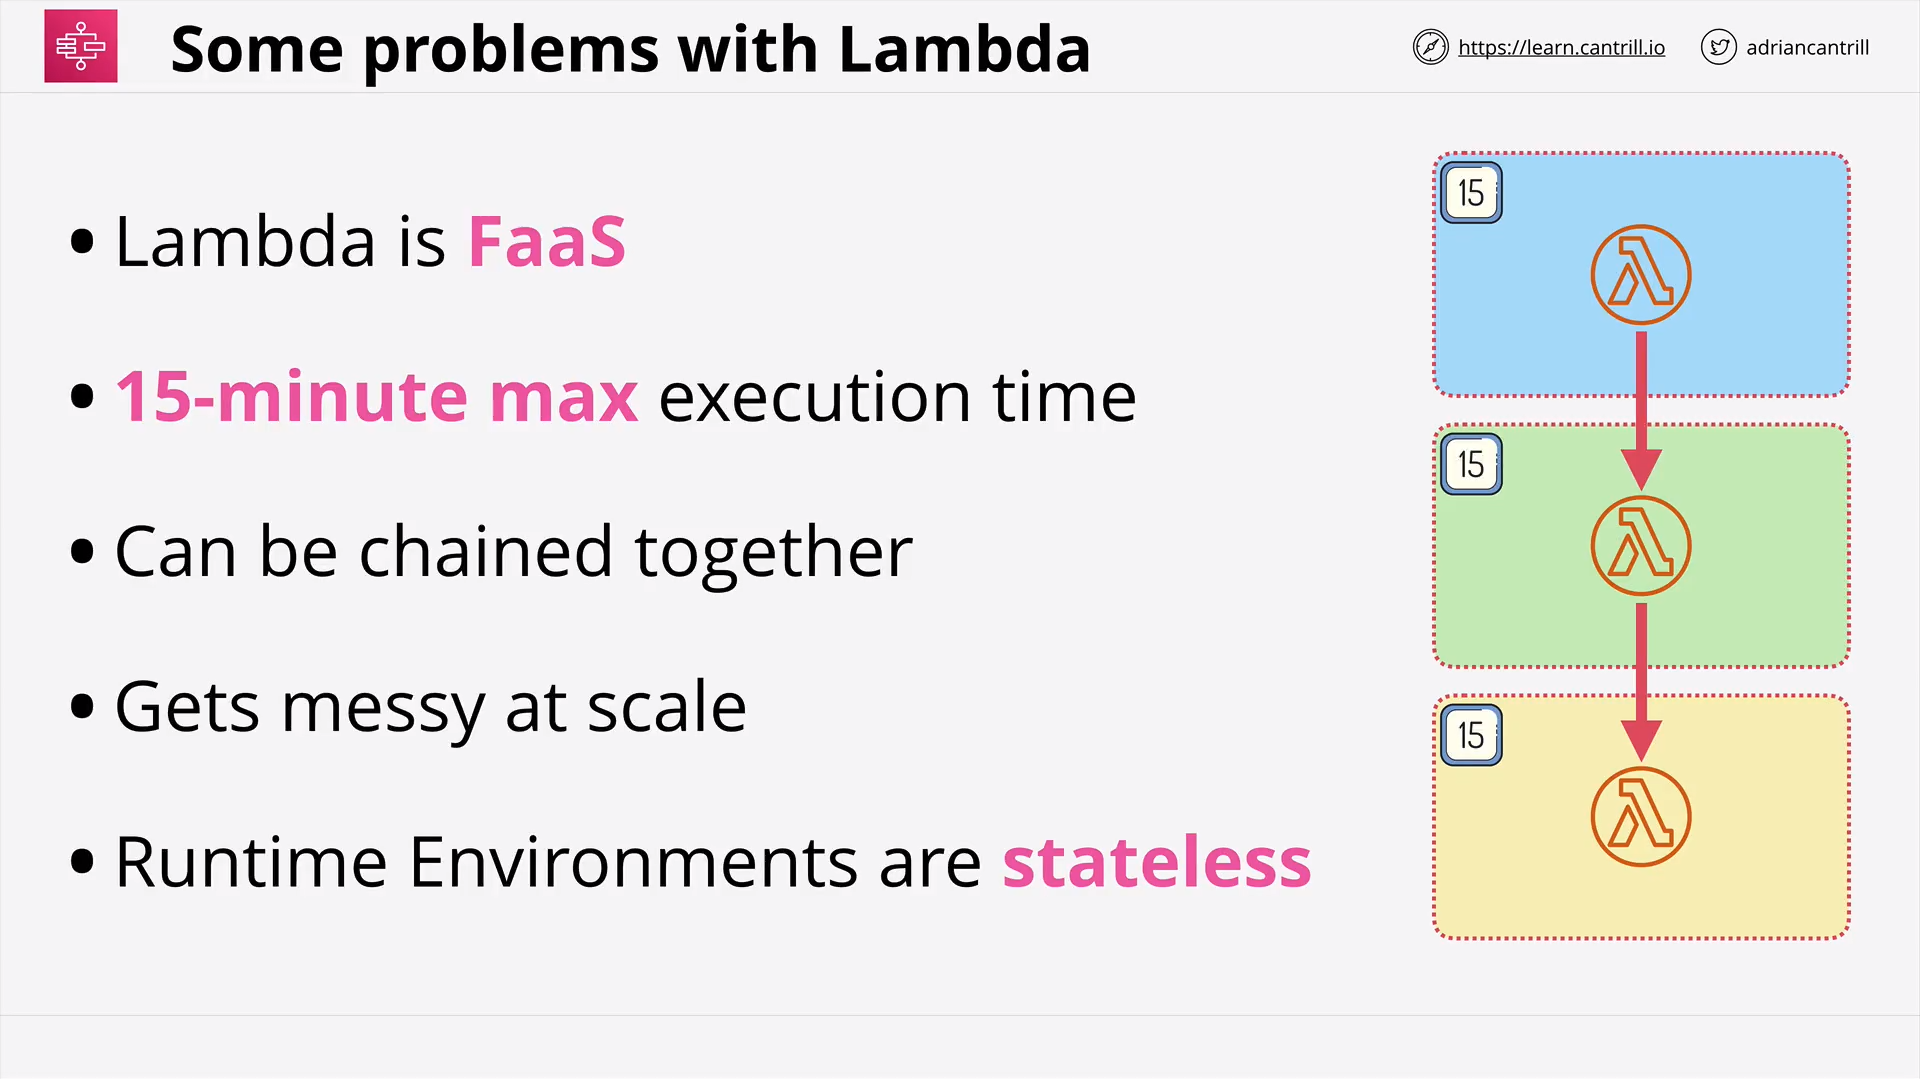 Some problems with Lambda
https://learn.cantrill.io
adriancantrill
• Lambda is FaaS
• 15-minute max execution time
• Can be chained together
• Gets messy at scale
• Runtime Environments are stateless
15
15
15